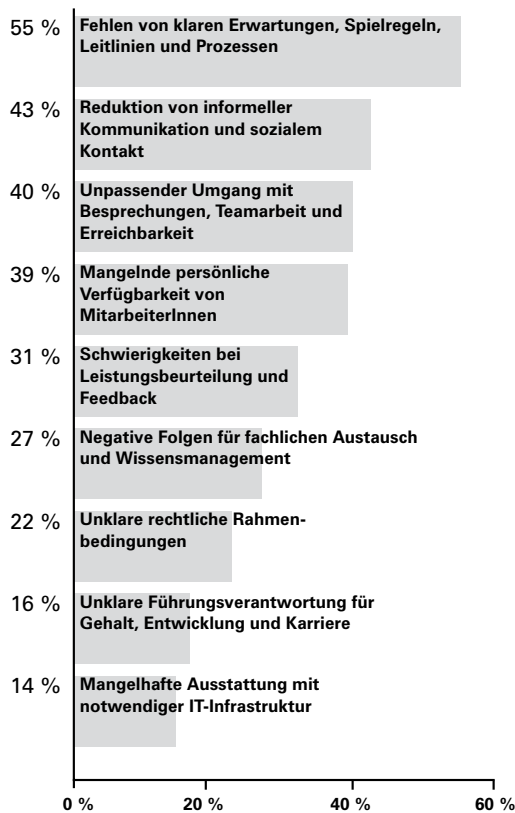 55 %
Fehlen von klaren Erwartungen, Spielregeln,
Leitlinien und Prozessen
43 %
Reduktion von informeller
Kommunikation und sozialem
Kontakt
40 %
Unpassender Umgang mit
Besprechungen, Teamarbeit und
Erreichbarkeit
39 %
Mangelnde persönliche
Verfügbarkeit von
MitarbeiterInnen
31 %
Schwierigkeiten bei
Leistungsbeurteilung und
Feedback
27 %
Negative Folgen für fachlichen Austausch
und Wissensmanagement
22 %
Unklare rechtliche Rahmen-
bedingungen
16 %
Unklare Führungsverantwortung für
Gehalt, Entwicklung und Karriere
14 %
Mangelhafte Ausstattung mit
notwendiger IT-Infrastruktur
0 % 20 % 40 % 60 %